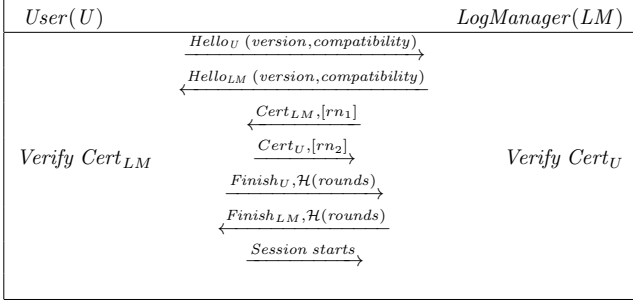 User(U) LogManager(LM)
Hello_U (version,compatibility)
Hello_LM (version,compatibility)
Cert_LM,[rn_1]
Verify Cert_LM Cert_U,[rn_2] Verify Cert_U
Finish_U,H(rounds)
Finish_LM,H(rounds)
Session starts